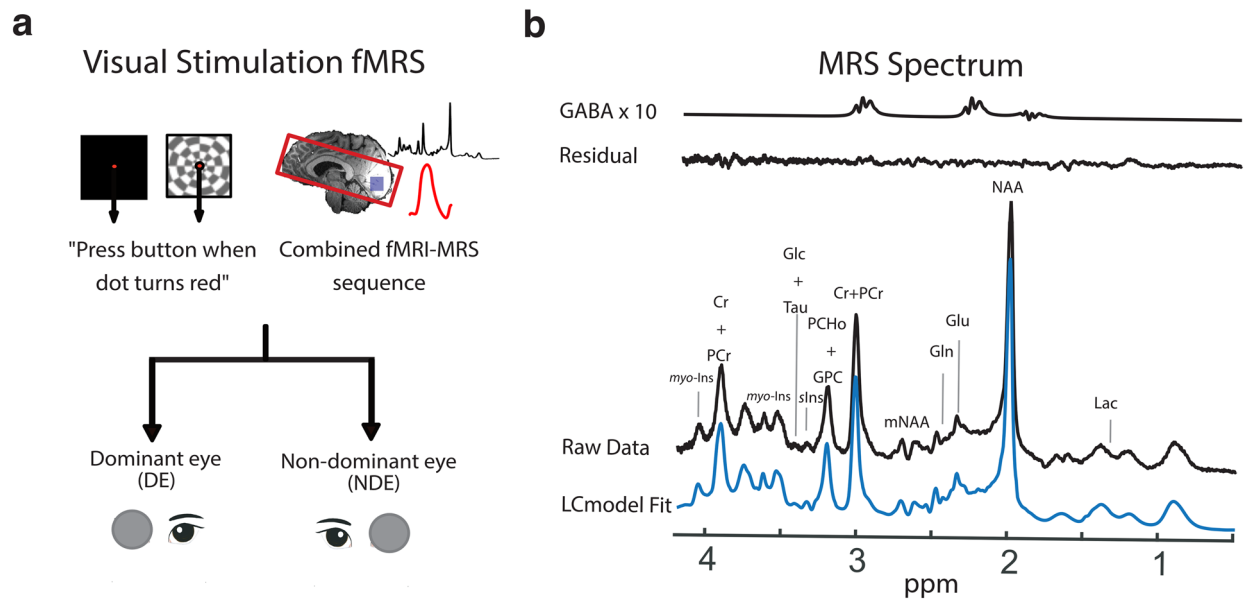 a
Visual Stimulation fMRS
"Press button when
dot turns red"
Combined fMRI-MRS
sequence
Dominant eye
(DE)
Non-dominant eye
(NDE)
b
MRS Spectrum
GABA x 10
Residual
NAA
Glc
+
Tau
Cr+PCr
Cr
+
PCr
PCHo
+
GPC
Glu
Gln
myo-Ins
myo-Ins
sIns
mNAA
Lac
Raw Data
LCmodel Fit
4
3
2
1
ppm